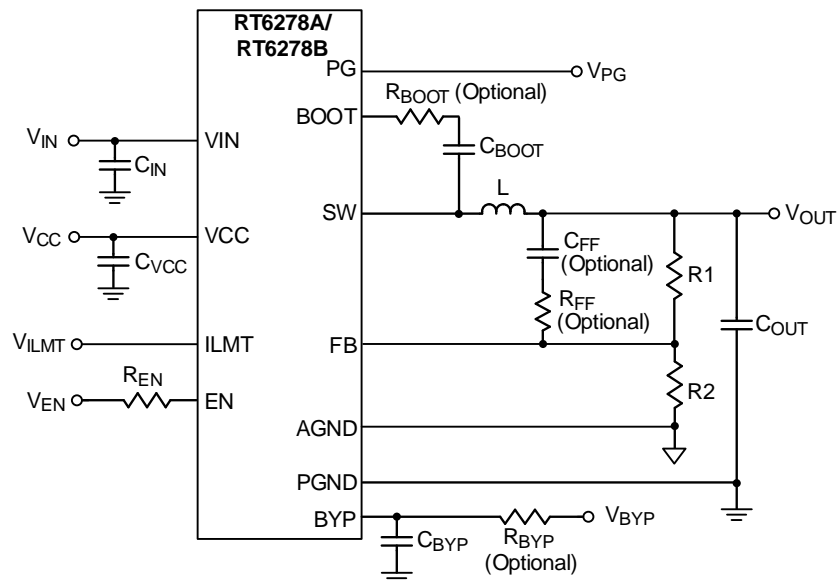 RT6278A/
RT6278B
PG
VPG
RBOOT (Optional)
BOOT
CBOOT
VIN
VIN
CIN
L
SW
VOUT
VCC
VCC
CVCC
CFF
(Optional)
R1
RFF
(Optional)
COUT
VILMT
ILMT
FB
REN
VEN
EN
R2
AGND
PGND
BYP
VBYP
CBYP
RBYP
(Optional)